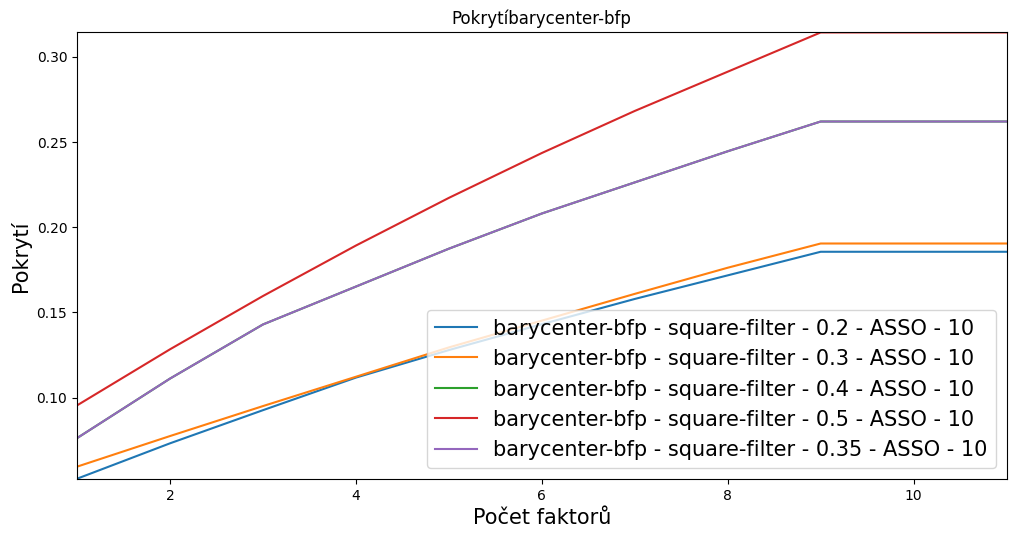 Pokrytíbarycenter-bfp
0.30
0.25
0.20
0.15
0.10
Pokrytí
barycenter-bfp - square-filter - 0.2 - ASSO - 10
barycenter-bfp - square-filter - 0.3 - ASSO - 10
barycenter-bfp - square-filter - 0.4 - ASSO - 10
barycenter-bfp - square-filter - 0.5 - ASSO - 10
barycenter-bfp - square-filter - 0.35 - ASSO - 10
2 4 6 8 10
Počet faktorů